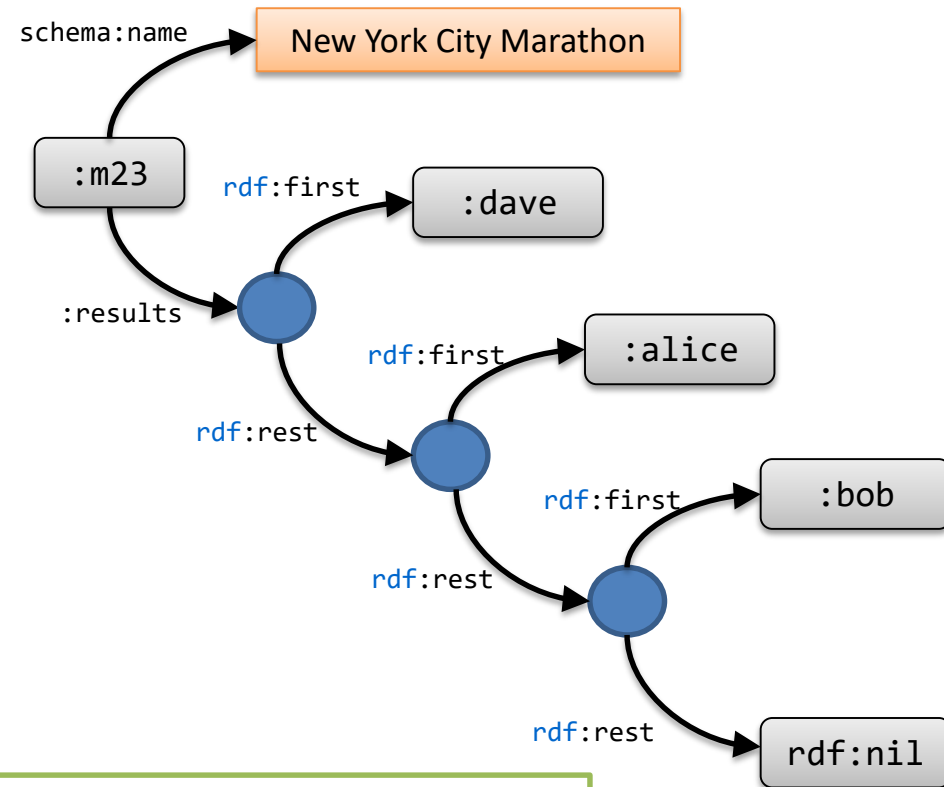 schema:name
New York City Marathon
:m23
rdf:first
:dave
:results
rdf:first
:alice
rdf:rest
rdf:first
:bob
rdf:rest
rdf:rest
rdf:nil